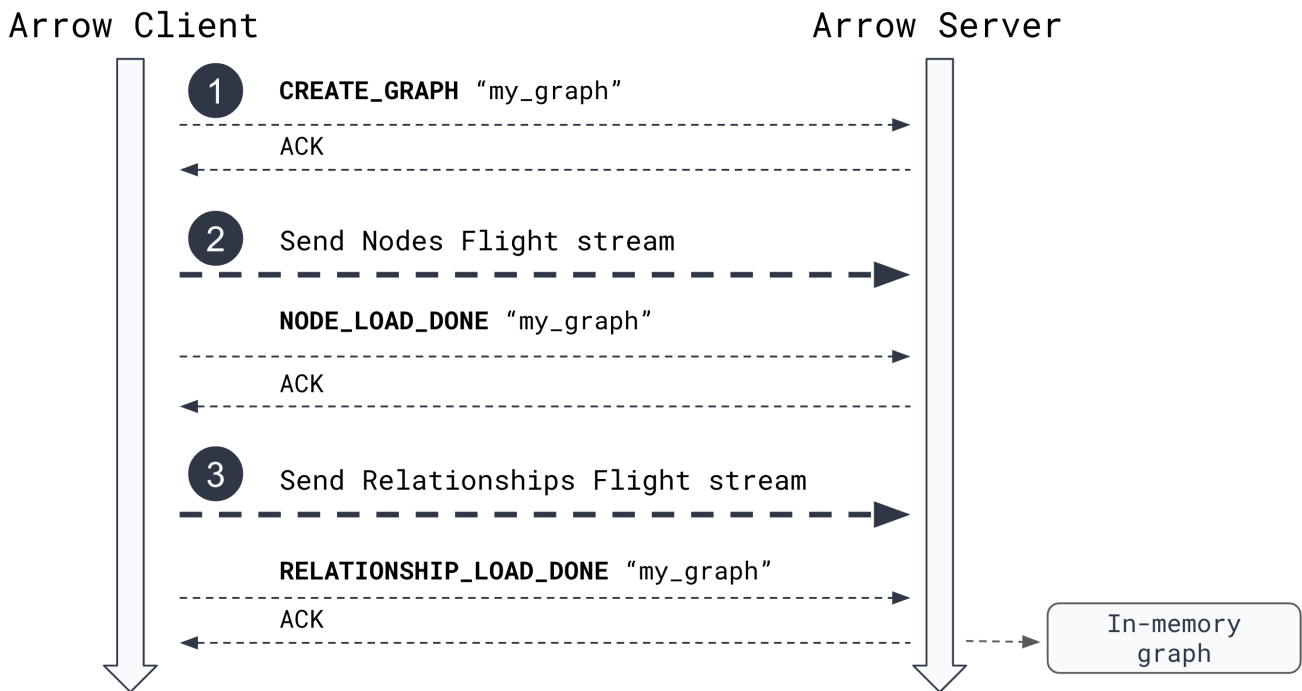 Arrow Client
Arrow Server
1
CREATE_GRAPH “my_graph”
ACK
2
Send Nodes Flight stream
NODE_LOAD_DONE “my_graph”
ACK
3
Send Relationships Flight stream
RELATIONSHIP_LOAD_DONE “my_graph”
ACK
In-memory
graph